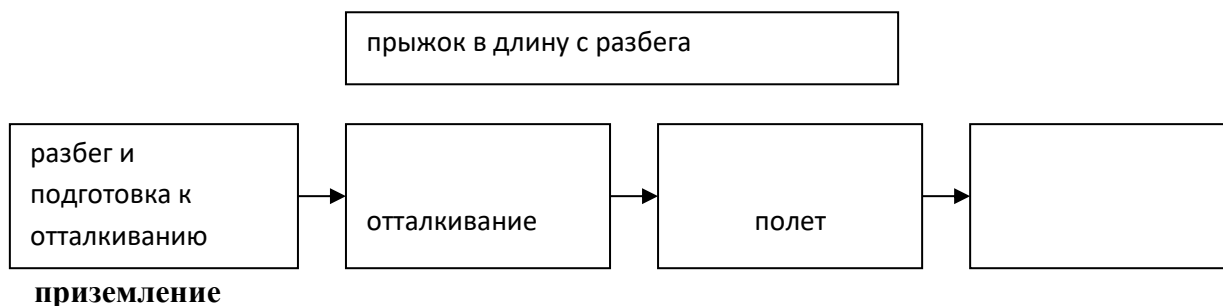 прыжок в длину с разбега
разбег и
подготовка к
отталкиванию
отталкивание
полет
приземление